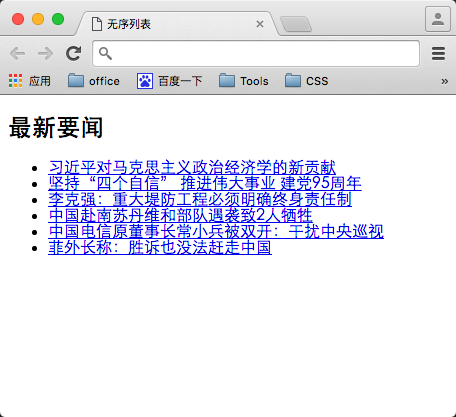 无序列表
应用 office 百度一下 Tools CSS »
最新要闻
习近平对马克思主义政治经济学的新贡献
坚持“四个自信” 推进伟大事业 建党95周年
李克强：重大堤防工程必须明确终身责任制
中国赴南苏丹维和部队遇袭致2人牺牲
中国电信原董事长常小兵被双开：干扰中央巡视
菲外长称：胜诉也没法赶走中国